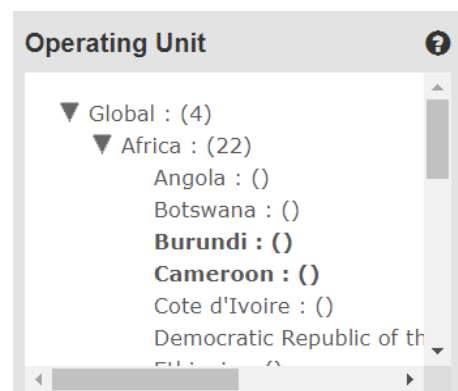 Operating Unit ?
▼ Global : (4)
▼ Africa : (22)
Angola : ()
Botswana : ()
Burundi : ()
Cameroon : ()
Cote d'Ivoire : ()
Democratic Republic of th